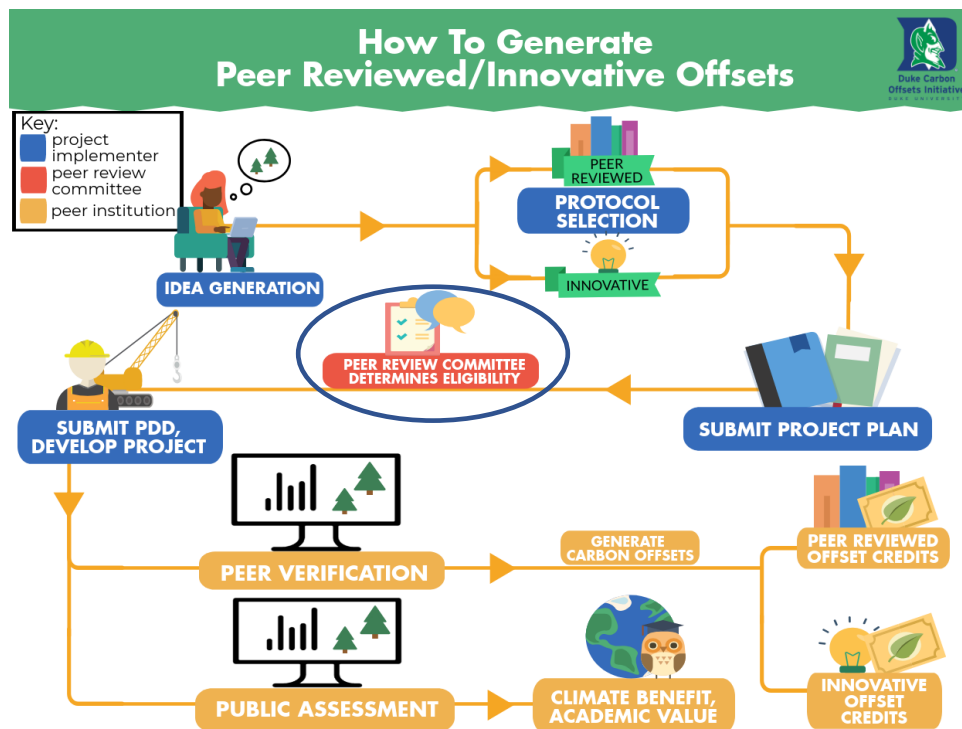 How To Generate
Peer Reviewed/Innovative Offsets
Duke Carbon
Offsets Initiative
DUKE UNIVERSITY
Key:
project
implementer
peer review
committee
peer institution
IDEA GENERATION
PEER
REVIEWED
PROTOCOL
SELECTION
INNOVATIVE
PEER REVIEW COMMITTEE
DETERMINES ELIGIBILITY
SUBMIT PDD,
DEVELOP PROJECT
SUBMIT PROJECT PLAN
PEER VERIFICATION
GENERATE
CARBON OFFSETS
PEER REVIEWED
OFFSET CREDITS
PUBLIC ASSESSMENT
CLIMATE BENEFIT,
ACADEMIC VALUE
INNOVATIVE
OFFSET
CREDITS